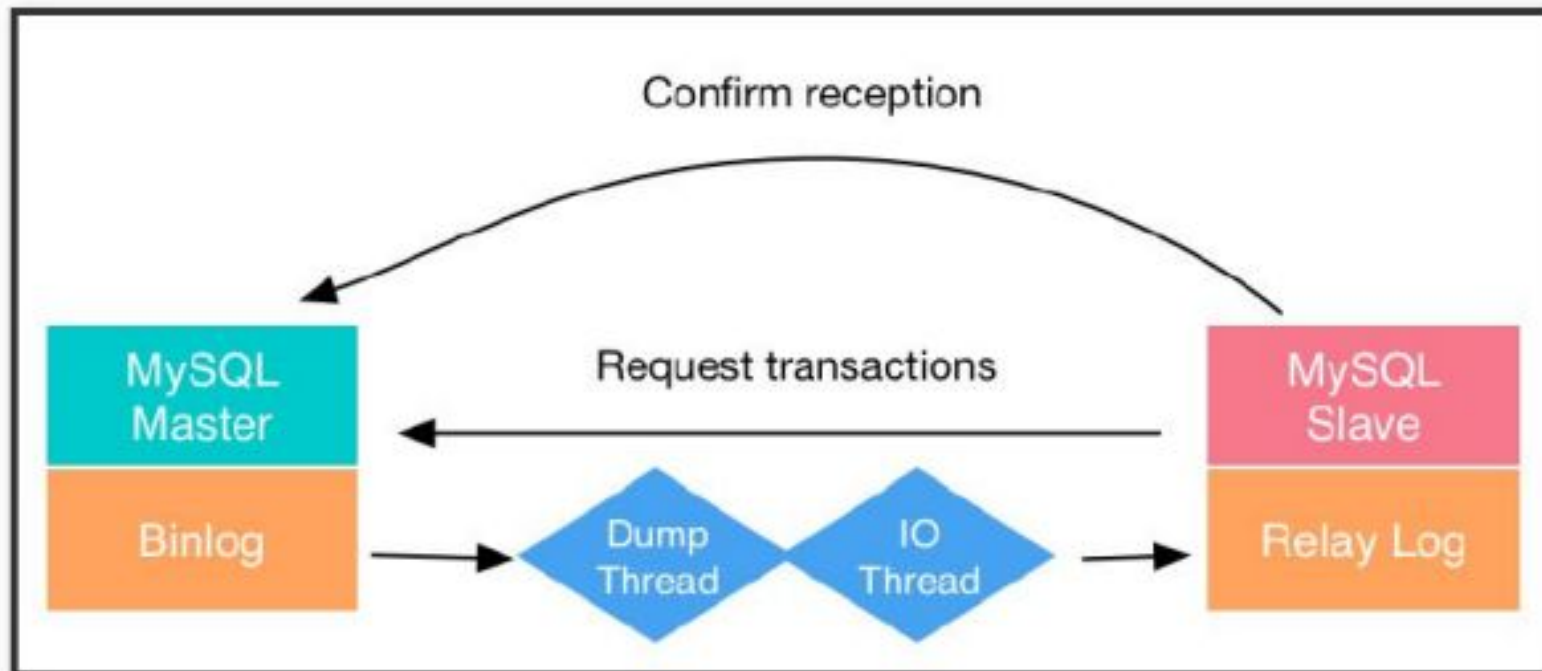 Confirm reception
Request transactions
MySQL
Master
MySQL
Slave
Binlog
Dump
Thread
IO
Thread
Relay Log